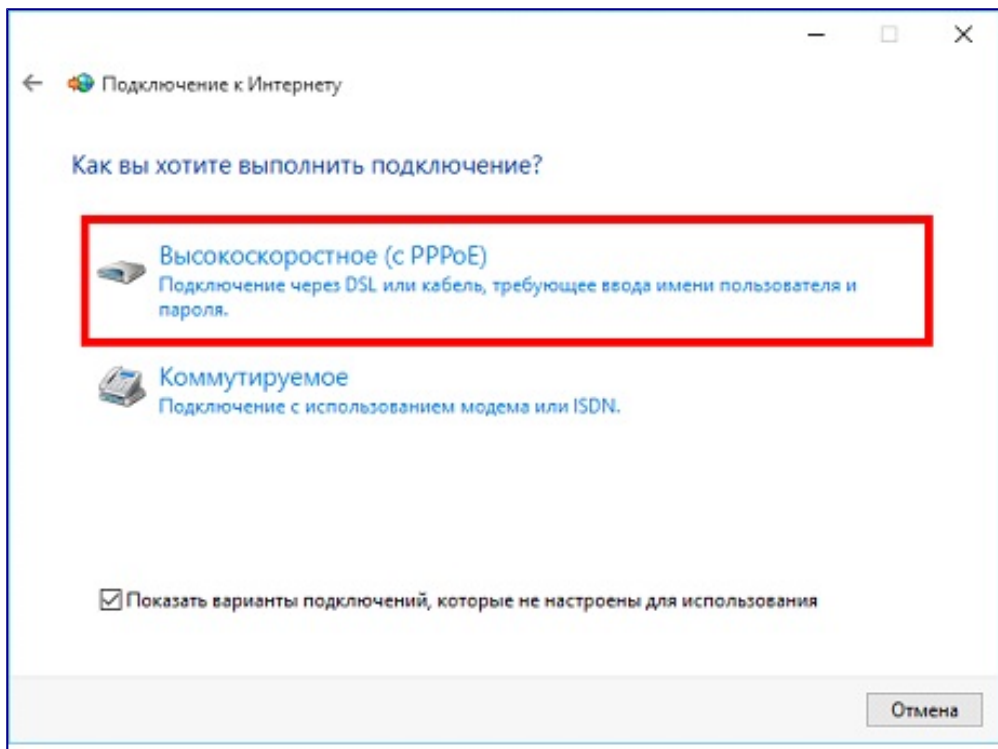 Подключение к Интернету
Как вы хотите выполнить подключение?
Высокоскоростное (с PPPoE)
Подключение через DSL или кабель, требующее ввода имени пользователя и
пароля.
Коммутируемое
Подключение с использованием модема или ISDN.
Показать варианты подключений, которые не настроены для использования
Отмена